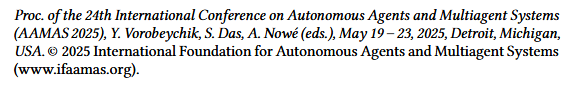 Proc. of the 24th International Conference on Autonomous Agents and Multiagent Systems
(AAMAS 2025), Y. Vorobeychik, S. Das, A. Nowé (eds.), May 19 – 23, 2025, Detroit, Michigan,
USA. © 2025 International Foundation for Autonomous Agents and Multiagent Systems
(www.ifaamas.org).